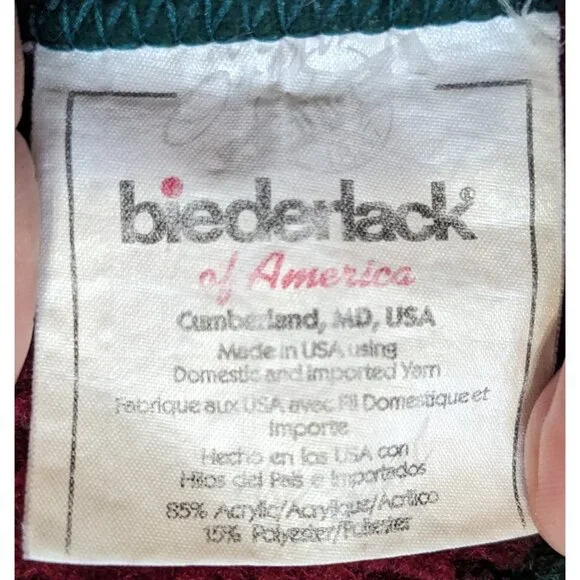 biederlack®
of America
Cumberland, MD, USA
Made in USA using
Domestic and Imported Yarn
Fabrique aux USA avec Fil Domestique et
Importe
Hecho en los USA con
Hilos del Pais e Importados
85% Acrylic/Acrylique/Acrilico
15% Polyester/Poliester